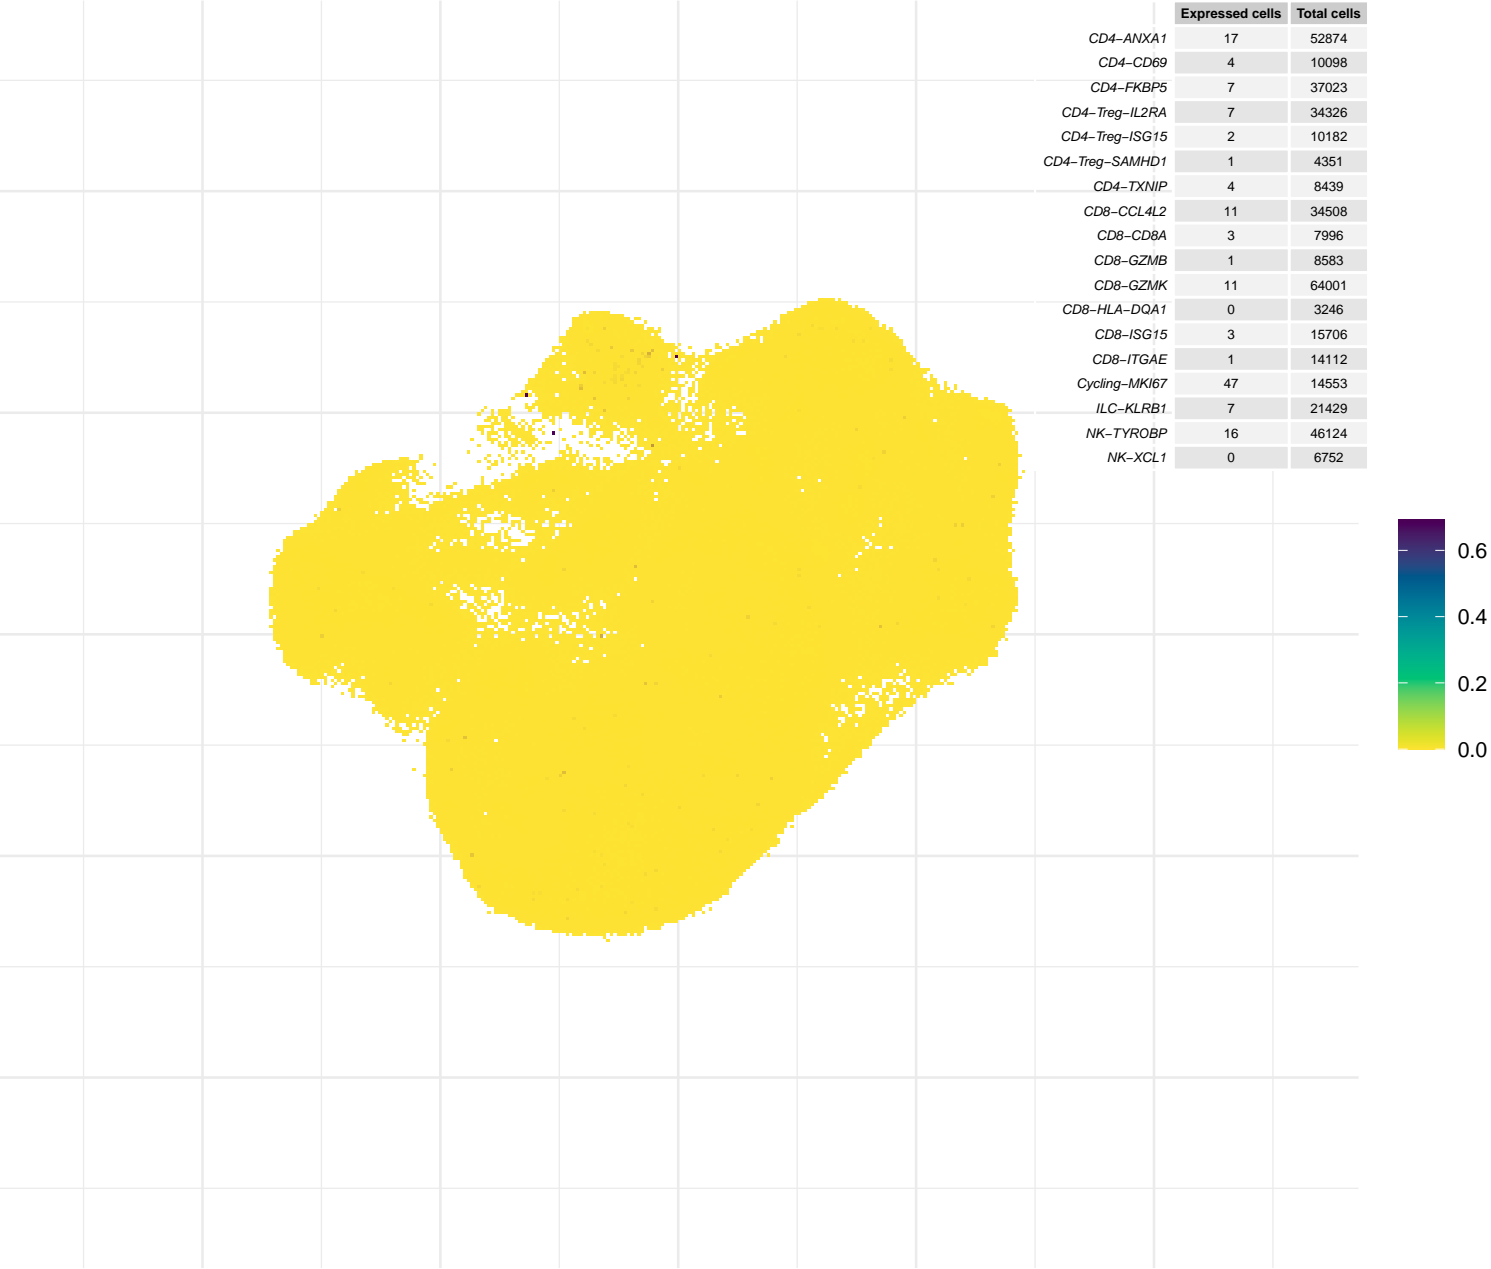 Expressed cells Total cells
CD4−ANXA1 17 52874
CD4−CD69 4 10098
CD4−FKBP5 7 37023
CD4−Treg−IL2RA 7 34326
CD4−Treg−ISG15 2 10182
CD4−Treg−SAMHD1 1 4351
CD4−TXNIP 4 8439
CD8−CCL4L2 11 34508
CD8−CD8A 3 7996
CD8−GZMB 1 8583
CD8−GZMK 11 64001
CD8−HLA−DQA1 0 3246
CD8−ISG15 3 15706
CD8−ITGAE 1 14112
Cycling−MKI67 47 14553
ILC−KLRB1 7 21429
NK−TYROBP 16 46124
NK−XCL1 0 6752
0.6
0.4
0.2
0.0